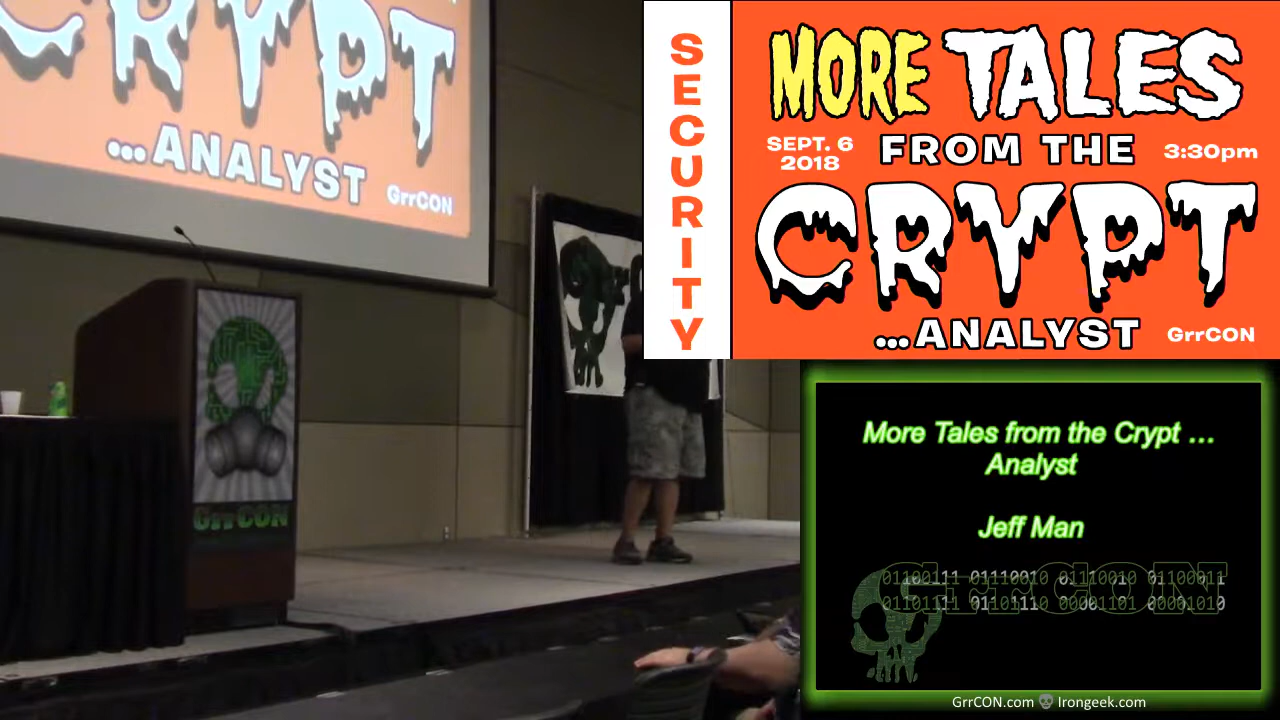 CRYPT
...ANALYST
GrrCON
GrrCON
SECURITY
MORE TALES
SEPT. 6
2018
FROM THE
3:30pm
CRYPT
...ANALYST
GrrCON
More Tales from the Crypt ...
Analyst
Jeff Man
GrrCON
01100111 01110010 01110010 01100011
01101111 01101110 00001101 00001010
GrrCON.com Irongeek.com